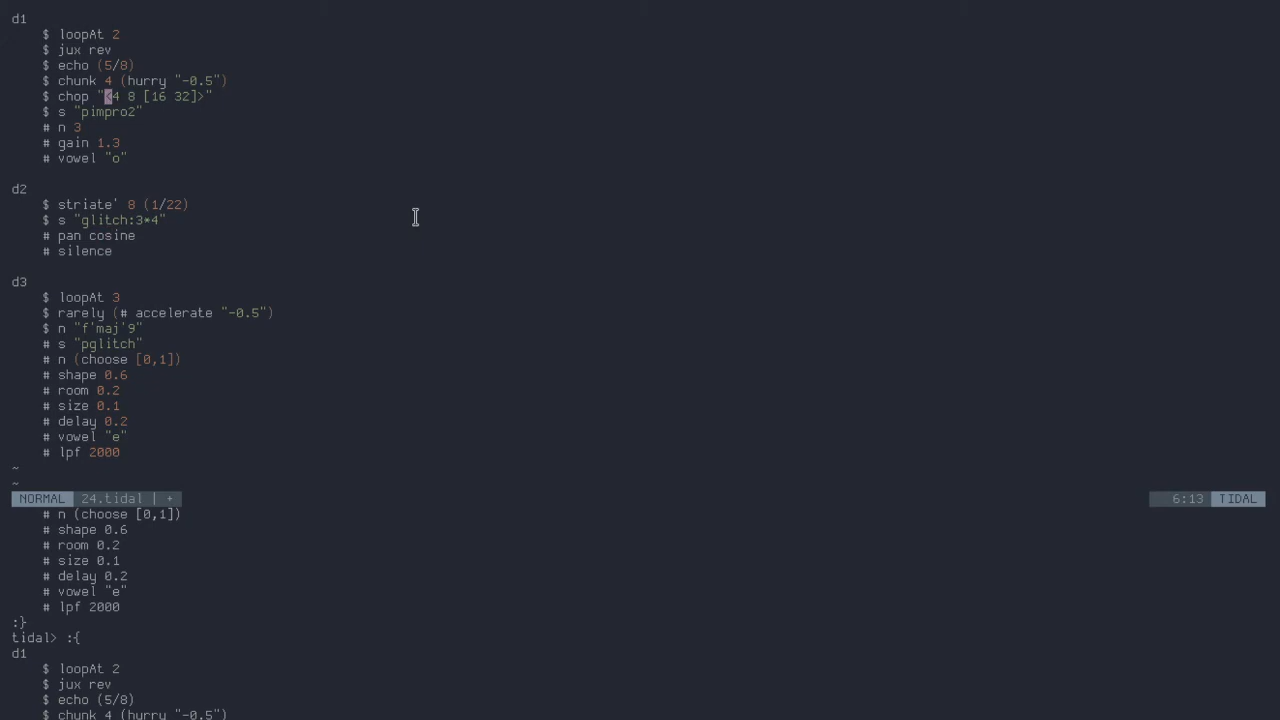 d1
    $ loopAt 2
    $ jux rev
    $ echo (5/8)
    $ chunk 4 (hurry "-0.5")
    $ chop "<4 8 [16 32]>"
    $ s "pimpro2"
    # n 3
    # gain 1.3
    # vowel "o"
d2
    $ striate' 8 (1/22)
    $ s "glitch:3*4"
    # pan cosine
    # silence
d3
    $ loopAt 3
    $ rarely (# accelerate "-0.5")
    $ n "f'maj'9"
    # s "pglitch"
    # n (choose [0,1])
    # shape 0.6
    # room 0.2
    # size 0.1
    # delay 0.2
    # vowel "e"
    # lpf 2000
~
~
NORMAL 24.tidal | + 6:13 TIDAL
    # n (choose [0,1])
    # shape 0.6
    # room 0.2
    # size 0.1
    # delay 0.2
    # vowel "e"
    # lpf 2000
:}
tidal> :{
d1
    $ loopAt 2
    $ jux rev
    $ echo (5/8)
    $ chunk 4 (hurry "-0.5")